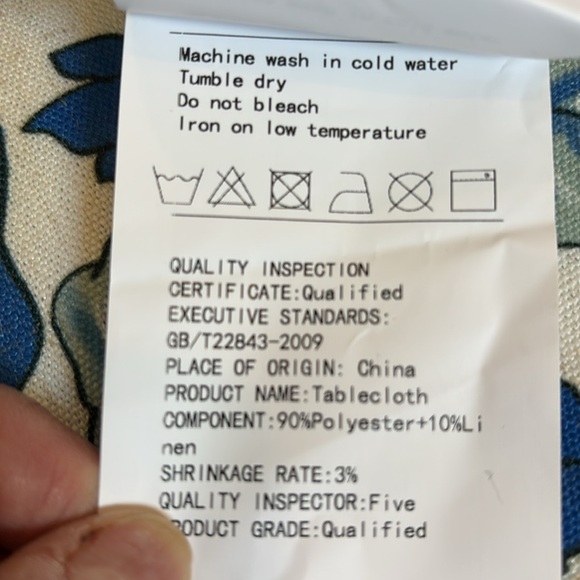 Machine wash in cold water
Tumble dry
Do not bleach
Iron on low temperature
QUALITY INSPECTION
CERTIFICATE:Qualified
EXECUTIVE STANDARDS:
GB/T22843-2009
PLACE OF ORIGIN: China
PRODUCT NAME:Tablecloth
COMPONENT:90%Polyester+10%Li
nen
SHRINKAGE RATE:3%
QUALITY INSPECTOR:Five
PRODUCT GRADE:Qualified